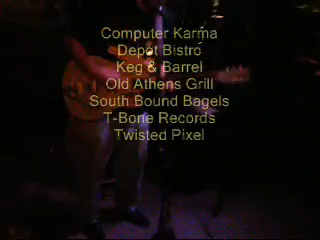 Computer Karma
Depot Bistro
Keg & Barrel
Old Athens Grill
South Bound Bagels
T-Bone Records
Twisted Pixel